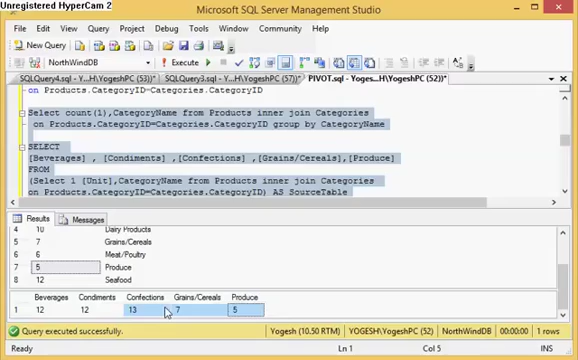 Unregistered HyperCam 2
Microsoft SQL Server Management Studio
File Edit View Query Project Debug Tools Window Community Help
New Query
NorthWindDB Execute
SQLQuery4.sql - Y...H\YogeshPC (53))* SQLQuery3.sql - Y...H\YogeshPC (57))* PIVOT.sql - Yoges...H\YogeshPC (52))*
on Products.CategoryID=Categories.CategoryID
Select count(1),CategoryName from Products inner join Categories
on Products.CategoryID=Categories.CategoryID group by CategoryName
SELECT
[Beverages] , [Condiments] ,[Confections] ,[Grains/Cereals],[Produce]
FROM
(Select 1 [Unit],CategoryName from Products inner join Categories
on Products.CategoryID=Categories.CategoryID) AS SourceTable
Results Messages
4 10 Dairy Products
5 7 Grains/Cereals
6 6 Meat/Poultry
7 5 Produce
8 12 Seafood
Beverages Condiments Confections Grains/Cereals Produce
1 12 12 13 7 5
Query executed successfully. Yogesh (10.50 RTM) YOGESH\YogeshPC (52) NorthWindDB 00:00:00 1 rows
Ready Ln 1 INS